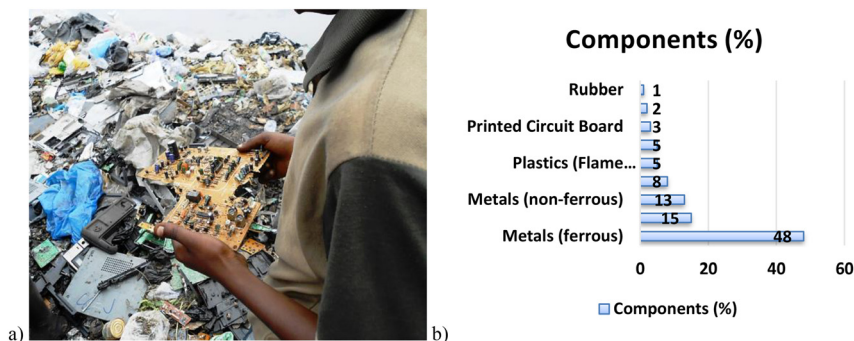 a)
b)
Components (%)
Rubber 1
2
Printed Circuit Board 3
5
Plastics (Flame... 5
8
Metals (non-ferrous) 13
15
Metals (ferrous) 48
0 20 40 60
Components (%)